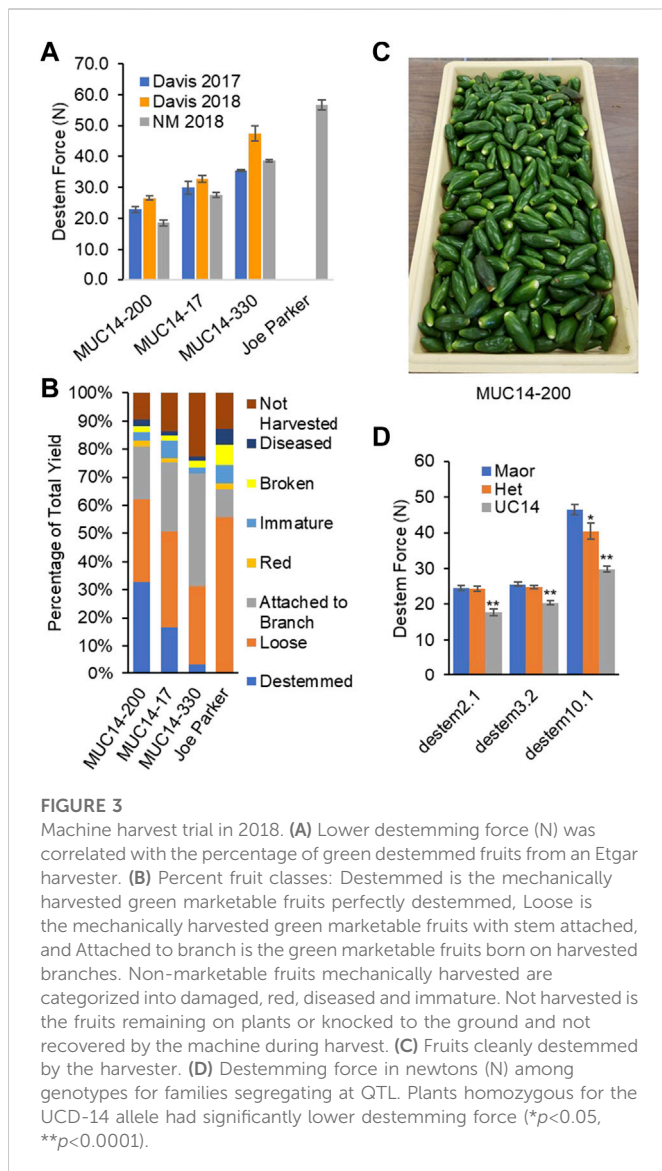 A
70.0
60.0
50.0
40.0
30.0
20.0
10.0
0.0
Destem Force (N)
Davis 2017
Davis 2018
NM 2018
MUC14-200
MUC14-17
MUC14-330
Joe Parker
C
MUC14-200
B
100%
90%
80%
70%
60%
50%
40%
30%
20%
10%
0%
Percentage of Total Yield
Not
Harvested
Diseased
Broken
Immature
Red
Attached to
Branch
Loose
Destemmed
MUC14-200
MUC14-17
MUC14-330
Joe Parker
D
60
50
40
30
20
10
0
Destem Force (N)
Maor
Het
UC14
**
**
*
**
destem2.1
destem3.2
destem10.1
FIGURE 3
Machine harvest trial in 2018. (A) Lower destemming force (N) was
correlated with the percentage of green destemmed fruits from an Etgar
harvester. (B) Percent fruit classes: Destemmed is the mechanically
harvested green marketable fruits perfectly destemmed, Loose is
the mechanically harvested green marketable fruits with stem attached,
and Attached to branch is the green marketable fruits born on harvested
branches. Non-marketable fruits mechanically harvested are
categorized into damaged, red, diseased and immature. Not harvested is
the fruits remaining on plants or knocked to the ground and not
recovered by the machine during harvest. (C) Fruits cleanly destemmed
by the harvester. (D) Destemming force in newtons (N) among
genotypes for families segregating at QTL. Plants homozygous for the
UCD-14 allele had significantly lower destemming force (*p<0.05,
**p<0.0001).